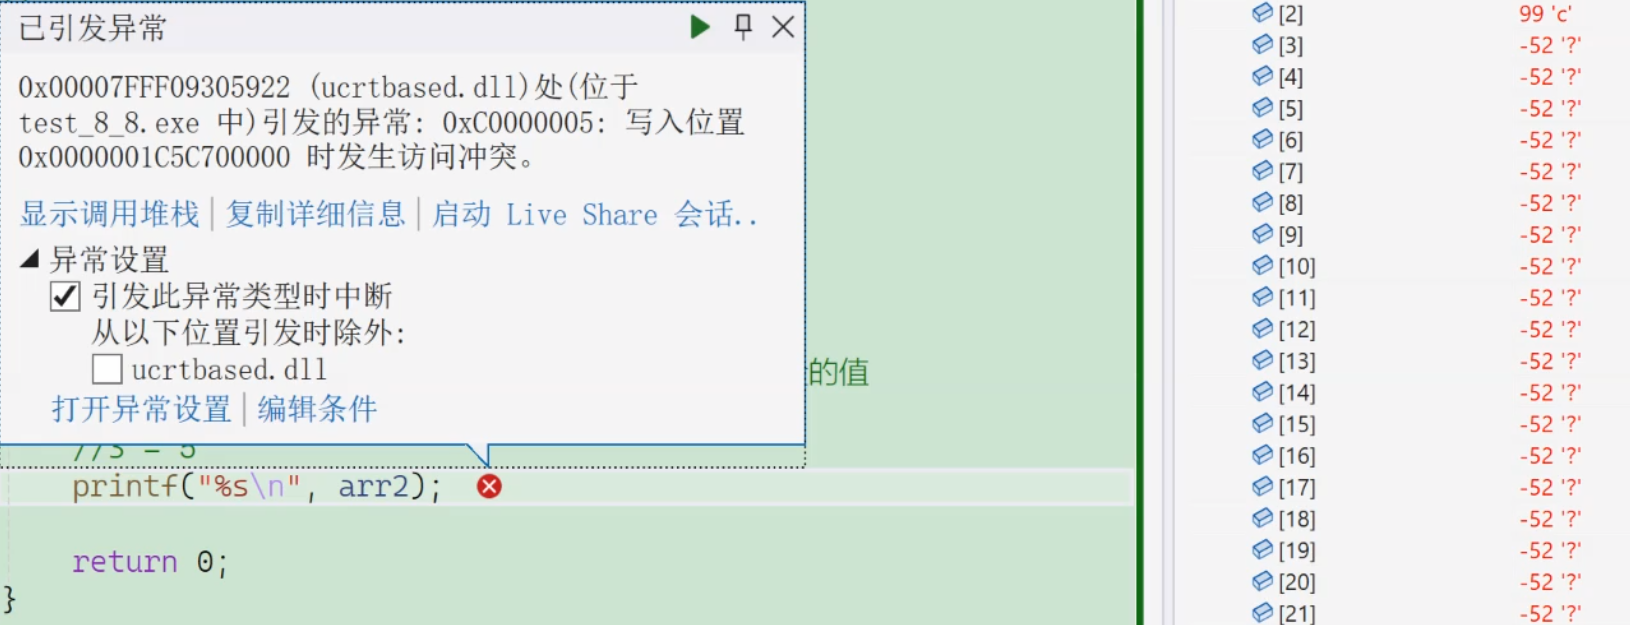 已引发异常
0x00007FFF09305922 (ucrtbased.dll)处(位于
test_8_8.exe 中)引发的异常: 0xC0000005: 写入位置
0x0000001C5C700000 时发生访问冲突。
显示调用堆栈 | 复制详细信息 | 启动 Live Share 会话..
异常设置
引发此异常类型时中断
从以下位置引发时除外:
ucrtbased.dll
打开异常设置 | 编辑条件
的值
//3 - 5
printf("%s\n", arr2);
return 0;
}
[2] 99 'c'
[3] -52 '?'
[4] -52 '?'
[5] -52 '?'
[6] -52 '?'
[7] -52 '?'
[8] -52 '?'
[9] -52 '?'
[10] -52 '?'
[11] -52 '?'
[12] -52 '?'
[13] -52 '?'
[14] -52 '?'
[15] -52 '?'
[16] -52 '?'
[17] -52 '?'
[18] -52 '?'
[19] -52 '?'
[20] -52 '?'
[21] -52 '?'